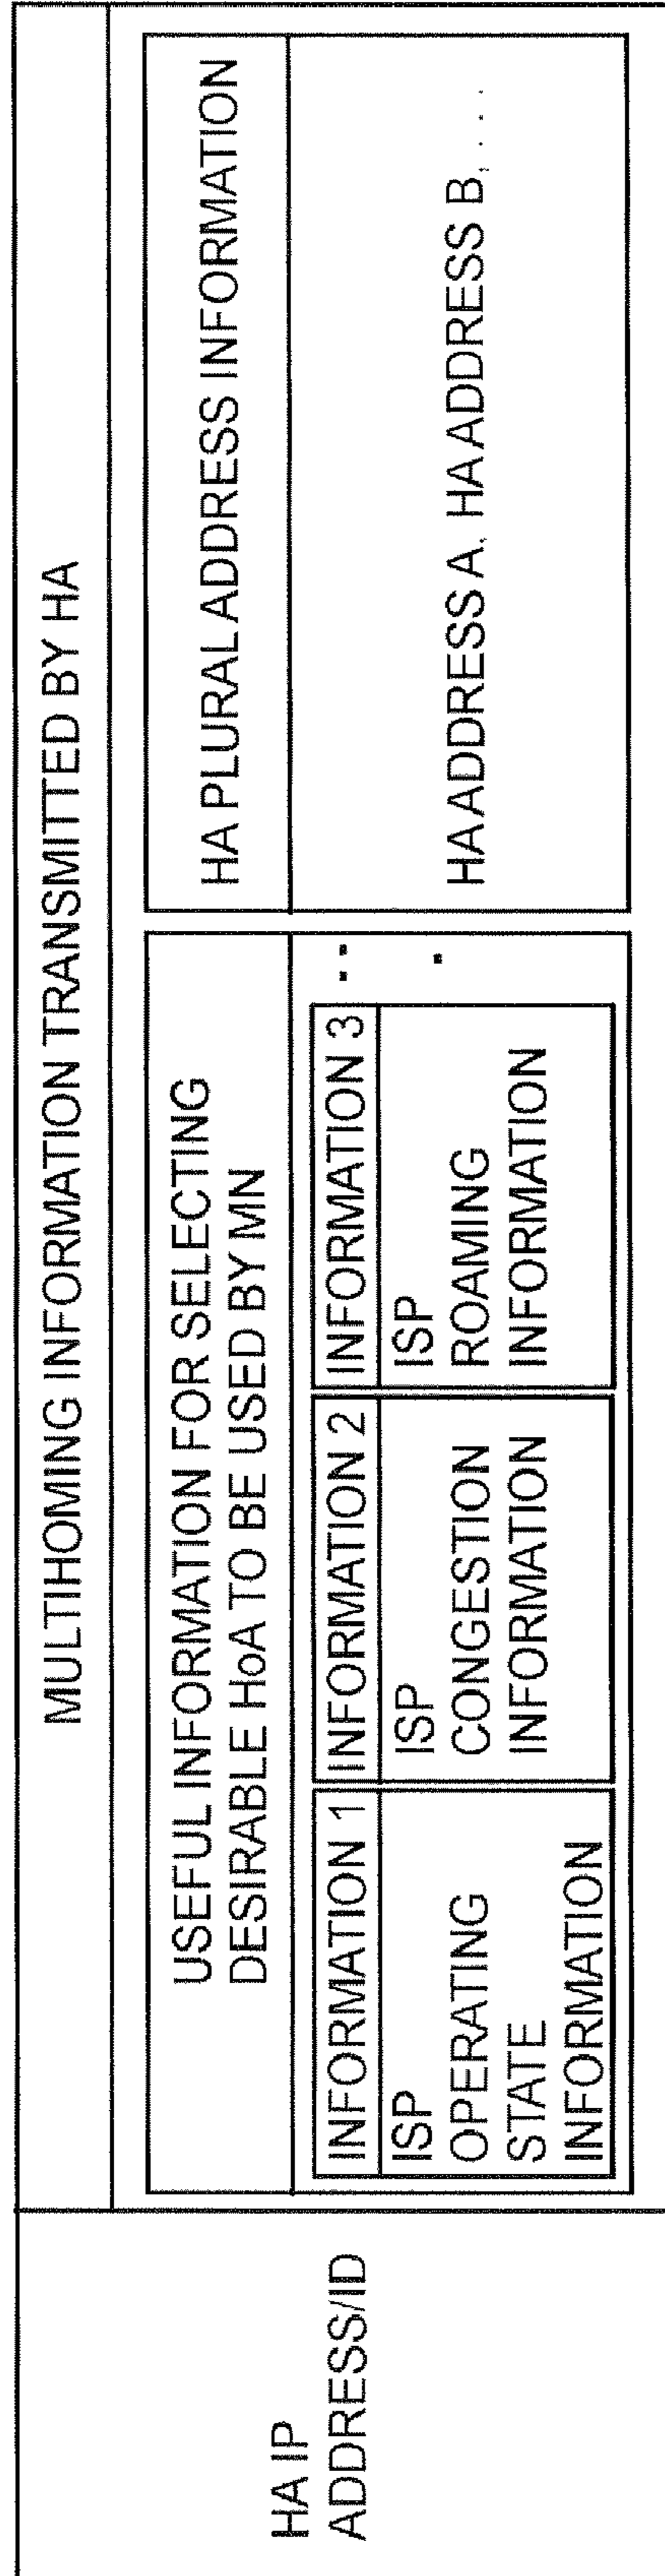 HA IP
ADDRESS/ID
MULTIHOMING INFORMATION TRANSMITTED BY HA
USEFUL INFORMATION FOR SELECTING
DESIRABLE HoA TO BE USED BY MN
INFORMATION 1
ISP
OPERATING
STATE
INFORMATION
INFORMATION 2
ISP
CONGESTION
INFORMATION
INFORMATION 3
ISP
ROAMING
INFORMATION
...
HA PLURAL ADDRESS INFORMATION
HA ADDRESS A, HA ADDRESS B, ...